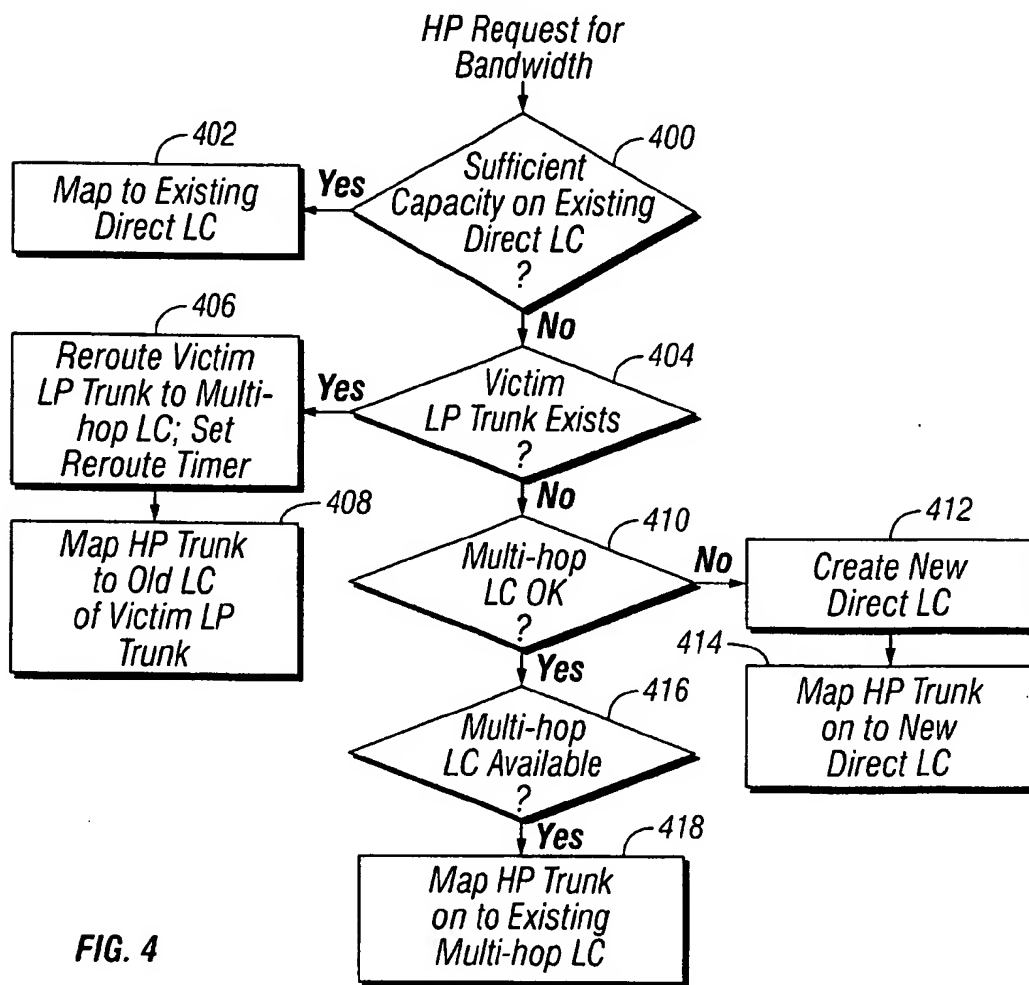 HP Request for
Bandwidth
400
Sufficient
Capacity on Existing
Direct LC
?
Yes
402
Map to Existing
Direct LC
No
404
Victim
LP Trunk Exists
?
Yes
406
Reroute Victim
LP Trunk to Multi-
hop LC; Set
Reroute Timer
408
Map HP Trunk
to Old LC
of Victim LP
Trunk
No
410
Multi-hop
LC OK
?
No
412
Create New
Direct LC
414
Map HP Trunk
on to New
Direct LC
Yes
416
Multi-hop
LC Available
?
Yes
418
Map HP Trunk
on to Existing
Multi-hop LC
FIG. 4